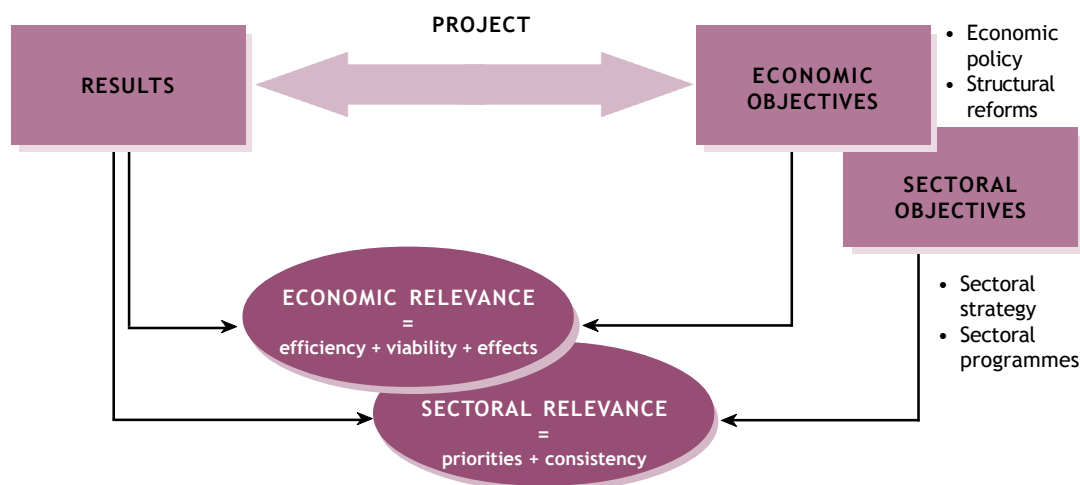 PROJECT
RESULTS
ECONOMIC
OBJECTIVES
• Economic
policy
• Structural
reforms
SECTORAL
OBJECTIVES
• Sectoral
strategy
• Sectoral
programmes
ECONOMIC RELEVANCE
=
efficiency + viability + effects
SECTORAL RELEVANCE
=
priorities + consistency